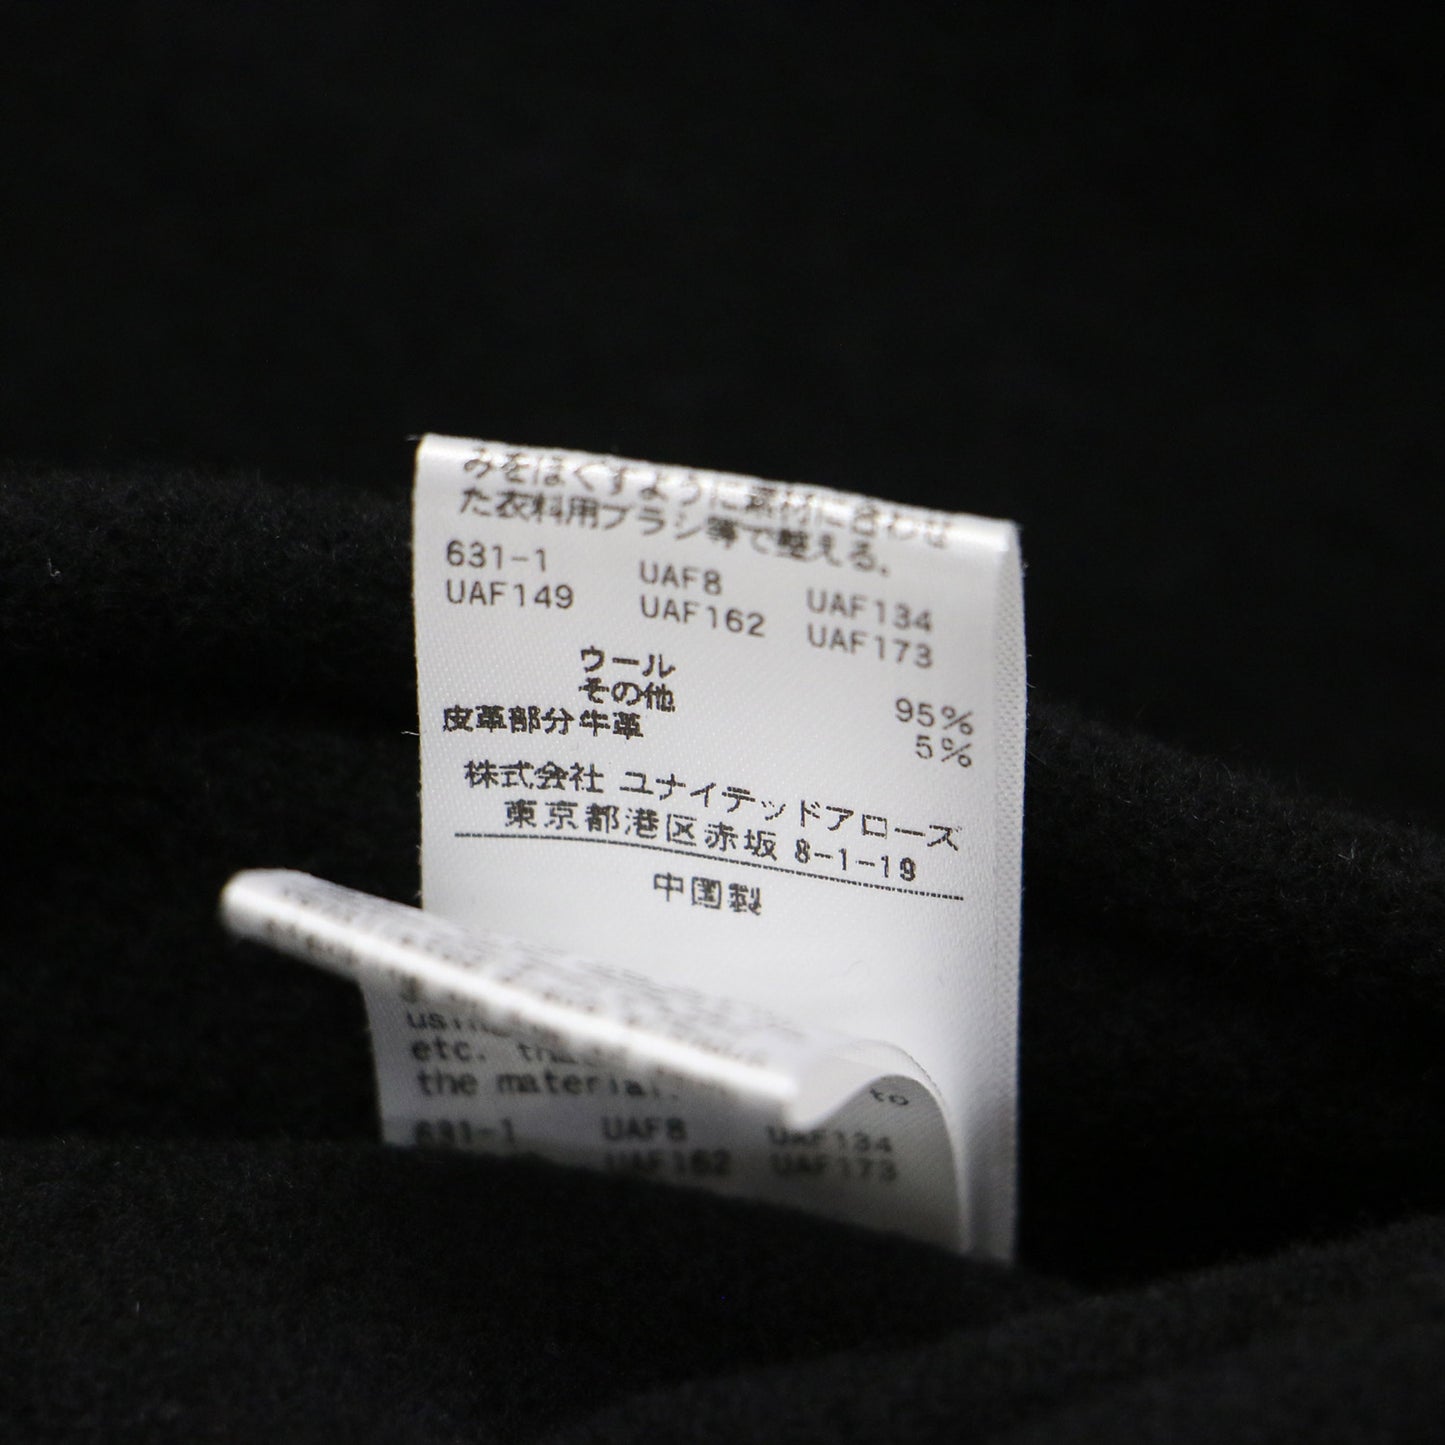 みをほぐすように素材に合わせ
た衣料用ブラシ等で整える。
631-1 UAF8 UAF134
UAF149 UAF162 UAF173
ウール 95%
その他 5%
皮革部分牛革
株式会社 ユナイテッドアローズ
東京都港区赤坂 8-1-19
中国製
etc.
the material. to
631-1 UAF8 UAF134
UAF162 UAF173